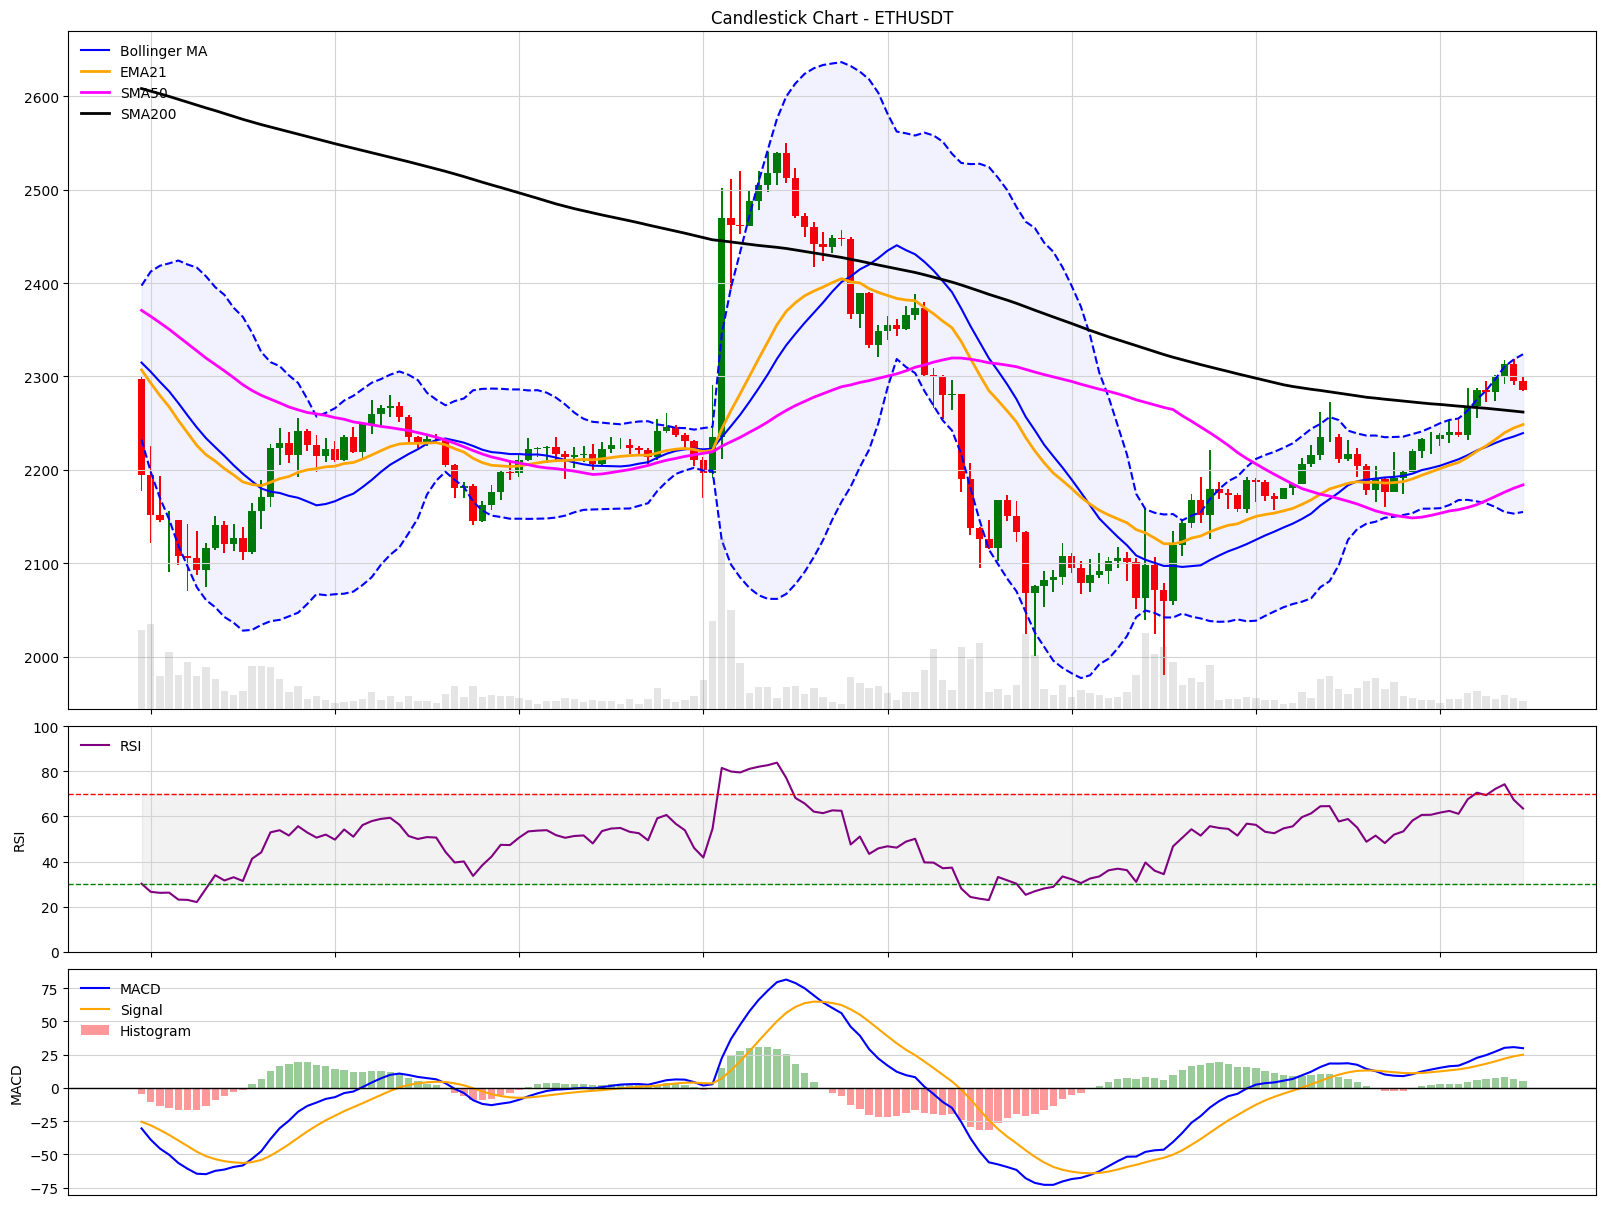 Candlestick Chart - ETHUSDT
Bollinger MA
EMA21
SMA50
SMA200
2600
2500
2400
2300
2200
2100
2000
RSI
100
80
60
40
20
0
RSI
MACD
Signal
Histogram
75
50
25
0
−25
−50
−75
MACD